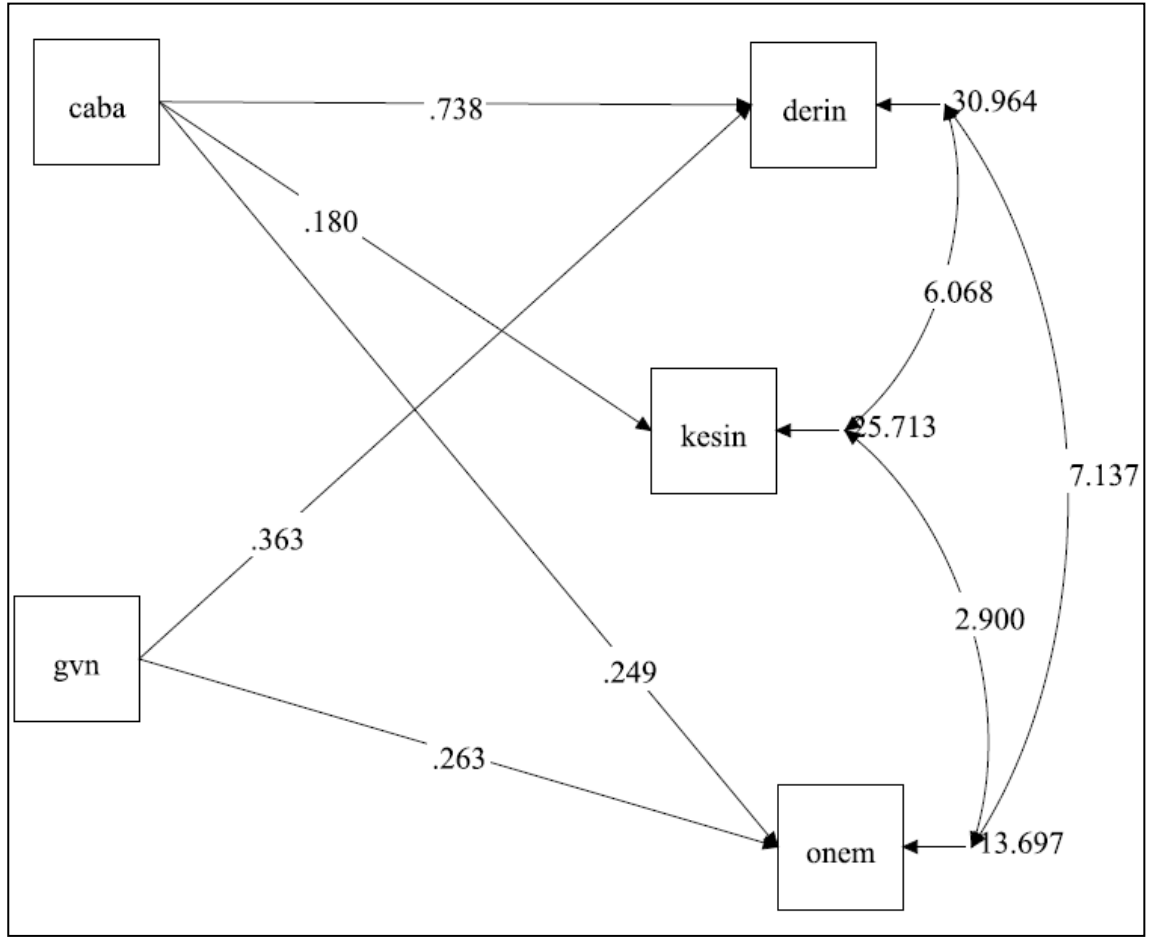 caba
.738
derin
30.964
.180
6.068
kesin
25.713
7.137
.363
2.900
gvn
.249
.263
onem
13.697